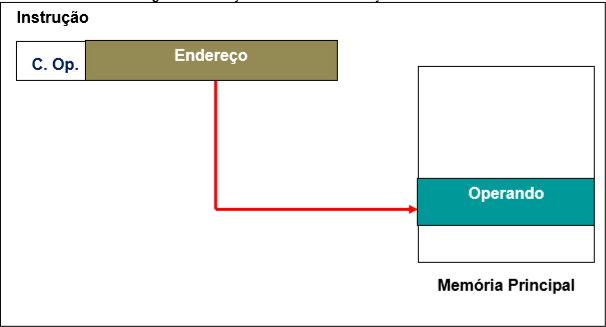 Instrução
C. Op.
Endereço
Operando
Memória Principal